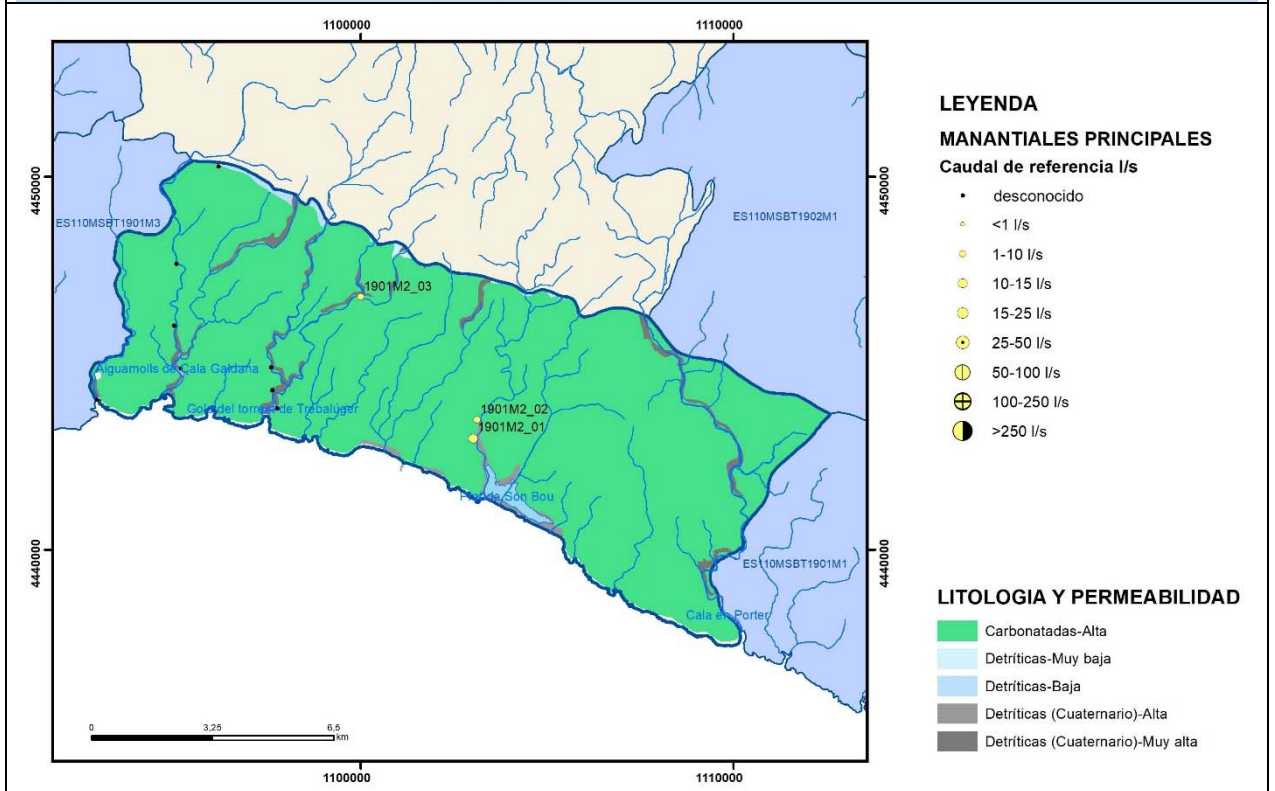 1100000
1110000
4450000
4450000
ES110MSBT1901M3
ES110MSBT1902M1
1901M2_03
Aiguamolls de Cala Galdana
Gola del torrent de Trebalúger
1901M2_02
1901M2_01
Prat de Son Bou
4440000
4440000
ES110MSBT1901M1
Cala en Porter
0
3,25
6,5
km
1100000
1110000
LEYENDA
MANANTIALES PRINCIPALES
Caudal de referencia l/s
desconocido
<1 l/s
1-10 l/s
10-15 l/s
15-25 l/s
25-50 l/s
50-100 l/s
100-250 l/s
>250 l/s
LITOLOGIA Y PERMEABILIDAD
Carbonatadas-Alta
Detríticas-Muy baja
Detríticas-Baja
Detríticas (Cuaternario)-Alta
Detríticas (Cuaternario)-Muy alta